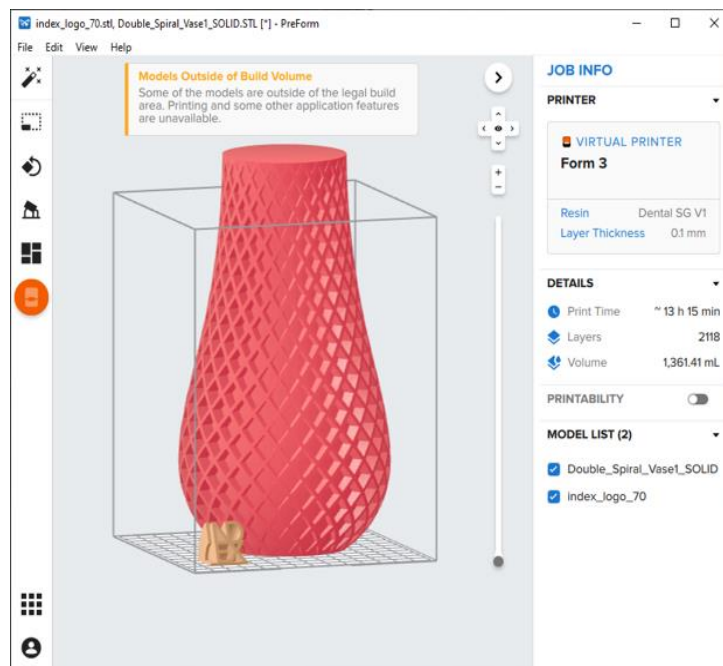 index_logo_70.stl, Double_Spiral_Vase1_SOLID.STL [*] - PreForm
File Edit View Help
Models Outside of Build Volume
Some of the models are outside of the legal build
area. Printing and some other application features
are unavailable.
JOB INFO
PRINTER
VIRTUAL PRINTER
Form 3
Resin Dental SG V1
Layer Thickness 0.1 mm
DETAILS
Print Time ~ 13 h 15 min
Layers 2118
Volume 1,361.41 mL
PRINTABILITY
MODEL LIST (2)
Double_Spiral_Vase1_SOLID
index_logo_70